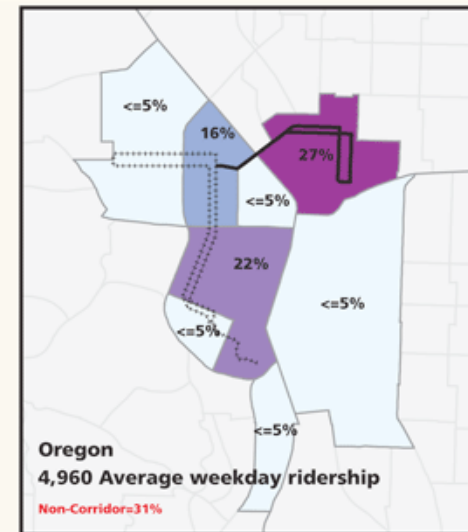 <=5%
16%
27%
<=5%
22%
<=5%
<=5%
<=5%
Oregon
4,960 Average weekday ridership
Non-Corridor=31%